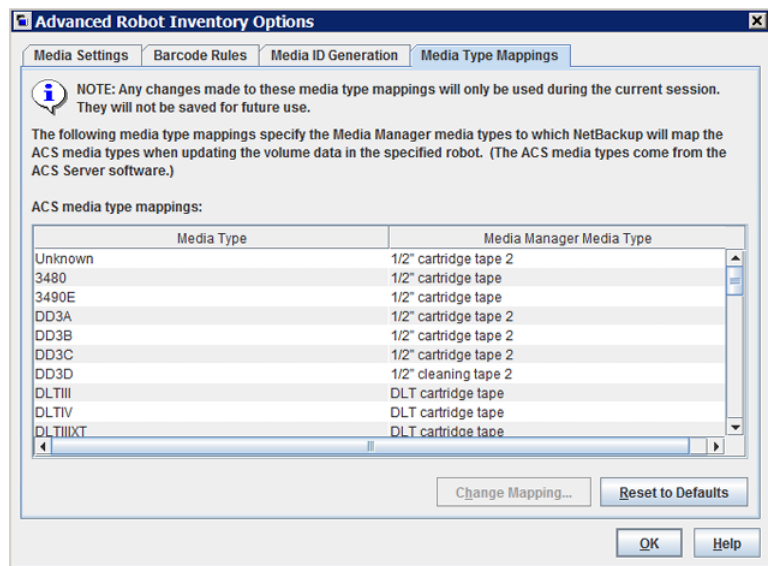 Advanced Robot Inventory Options
Media Settings Barcode Rules Media ID Generation Media Type Mappings
NOTE: Any changes made to these media type mappings will only be used during the current session.
They will not be saved for future use.
The following media type mappings specify the Media Manager media types to which NetBackup will map the
ACS media types when updating the volume data in the specified robot. (The ACS media types come from the
ACS Server software.)
ACS media type mappings:
Media Type Media Manager Media Type
Unknown 1/2" cartridge tape 2
3480 1/2" cartridge tape
3490E 1/2" cartridge tape
DD3A 1/2" cartridge tape 2
DD3B 1/2" cartridge tape 2
DD3C 1/2" cartridge tape 2
DD3D 1/2" cleaning tape 2
DLTIII DLT cartridge tape
DLTIV DLT cartridge tape
DLTIIIXT DLT cartridge tape
Change Mapping... Reset to Defaults
OK Help